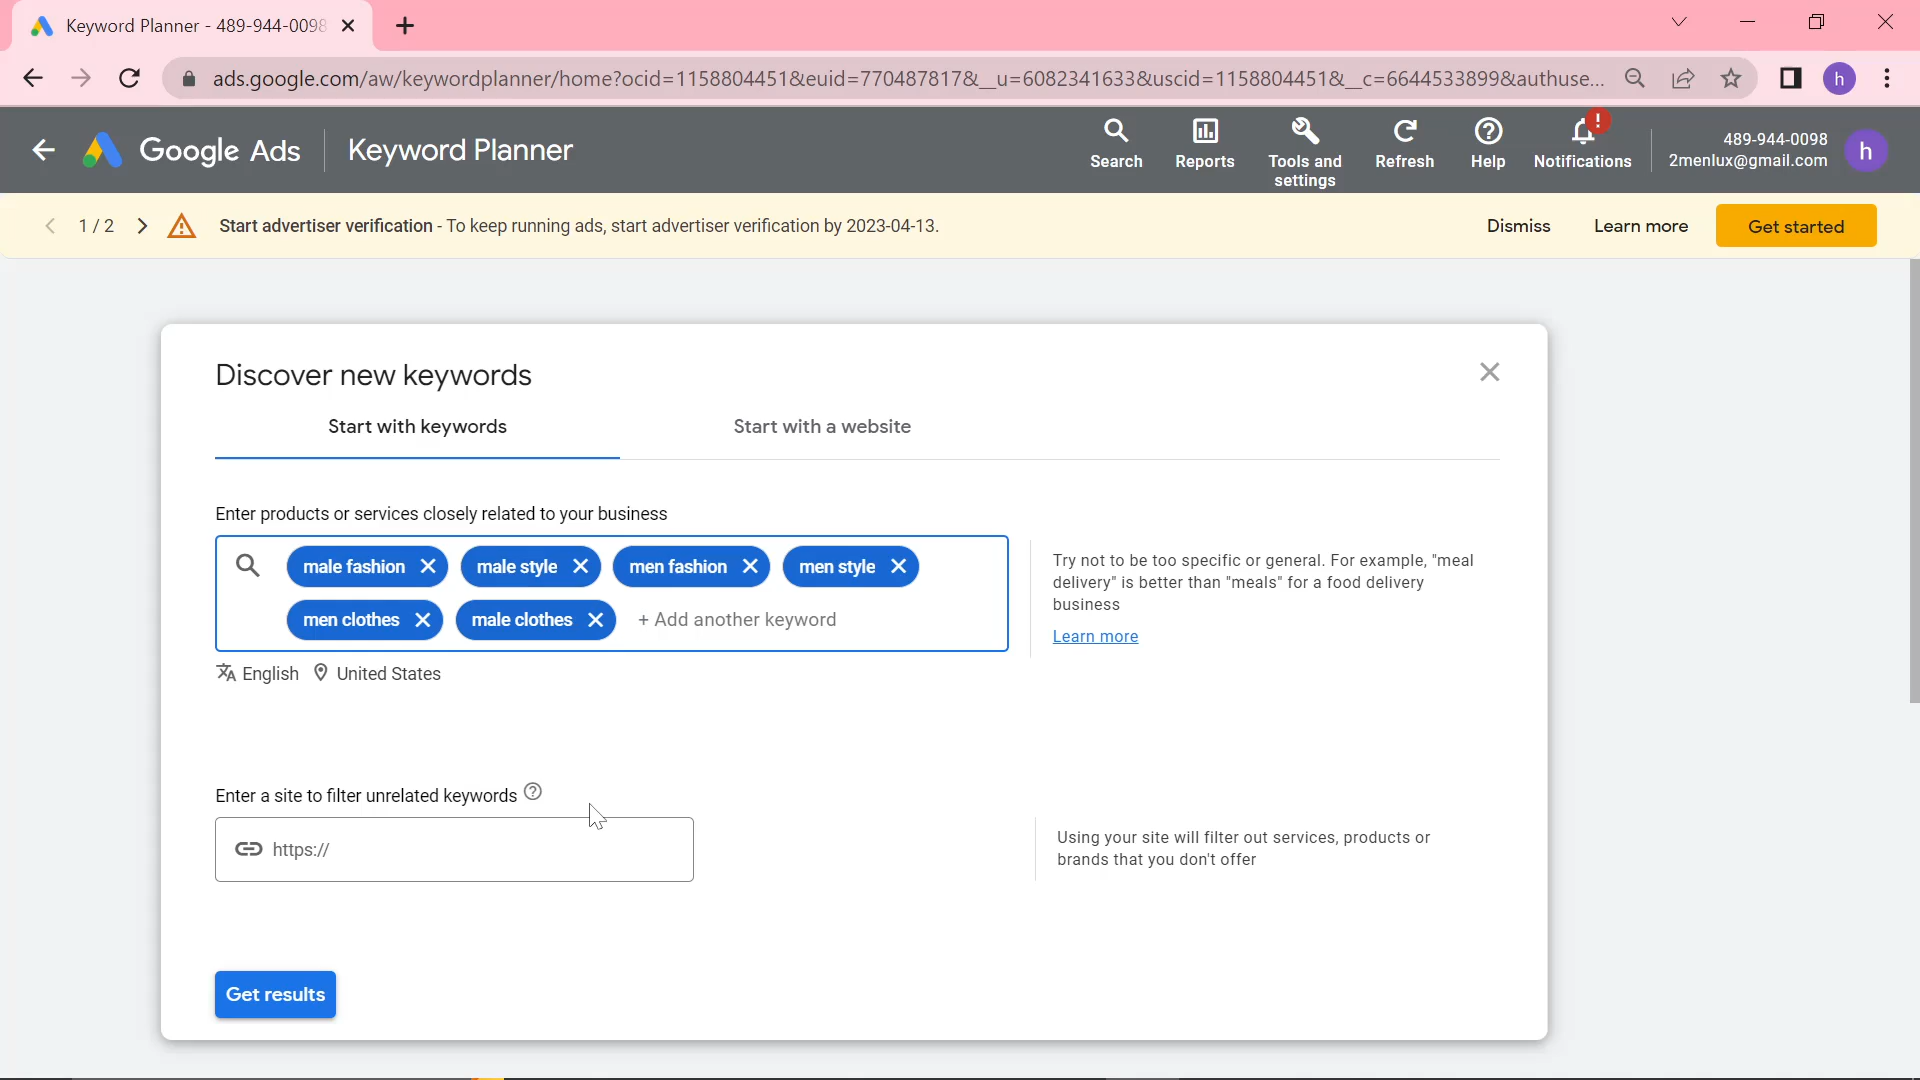 Keyword Planner - 489-944-0098
ads.google.com/aw/keywordplanner/home?ocid=1158804451&euid=770487817&__u=6082341633&uscid=1158804451&__c=6644533899&authuse...
h
Google Ads
Keyword Planner
Search
Reports
Tools and
settings
Refresh
Help
!
Notifications
489-944-0098
2menlux@gmail.com
h
1 / 2
Start advertiser verification - To keep running ads, start advertiser verification by 2023-04-13.
Dismiss
Learn more
Get started
Discover new keywords
Start with keywords
Start with a website
Enter products or services closely related to your business
male fashion
male style
men fashion
men style
men clothes
male clothes
+ Add another keyword
Try not to be too specific or general. For example, "meal
delivery" is better than "meals" for a food delivery
business
Learn more
English
United States
Enter a site to filter unrelated keywords
https://
Using your site will filter out services, products or
brands that you don't offer
Get results